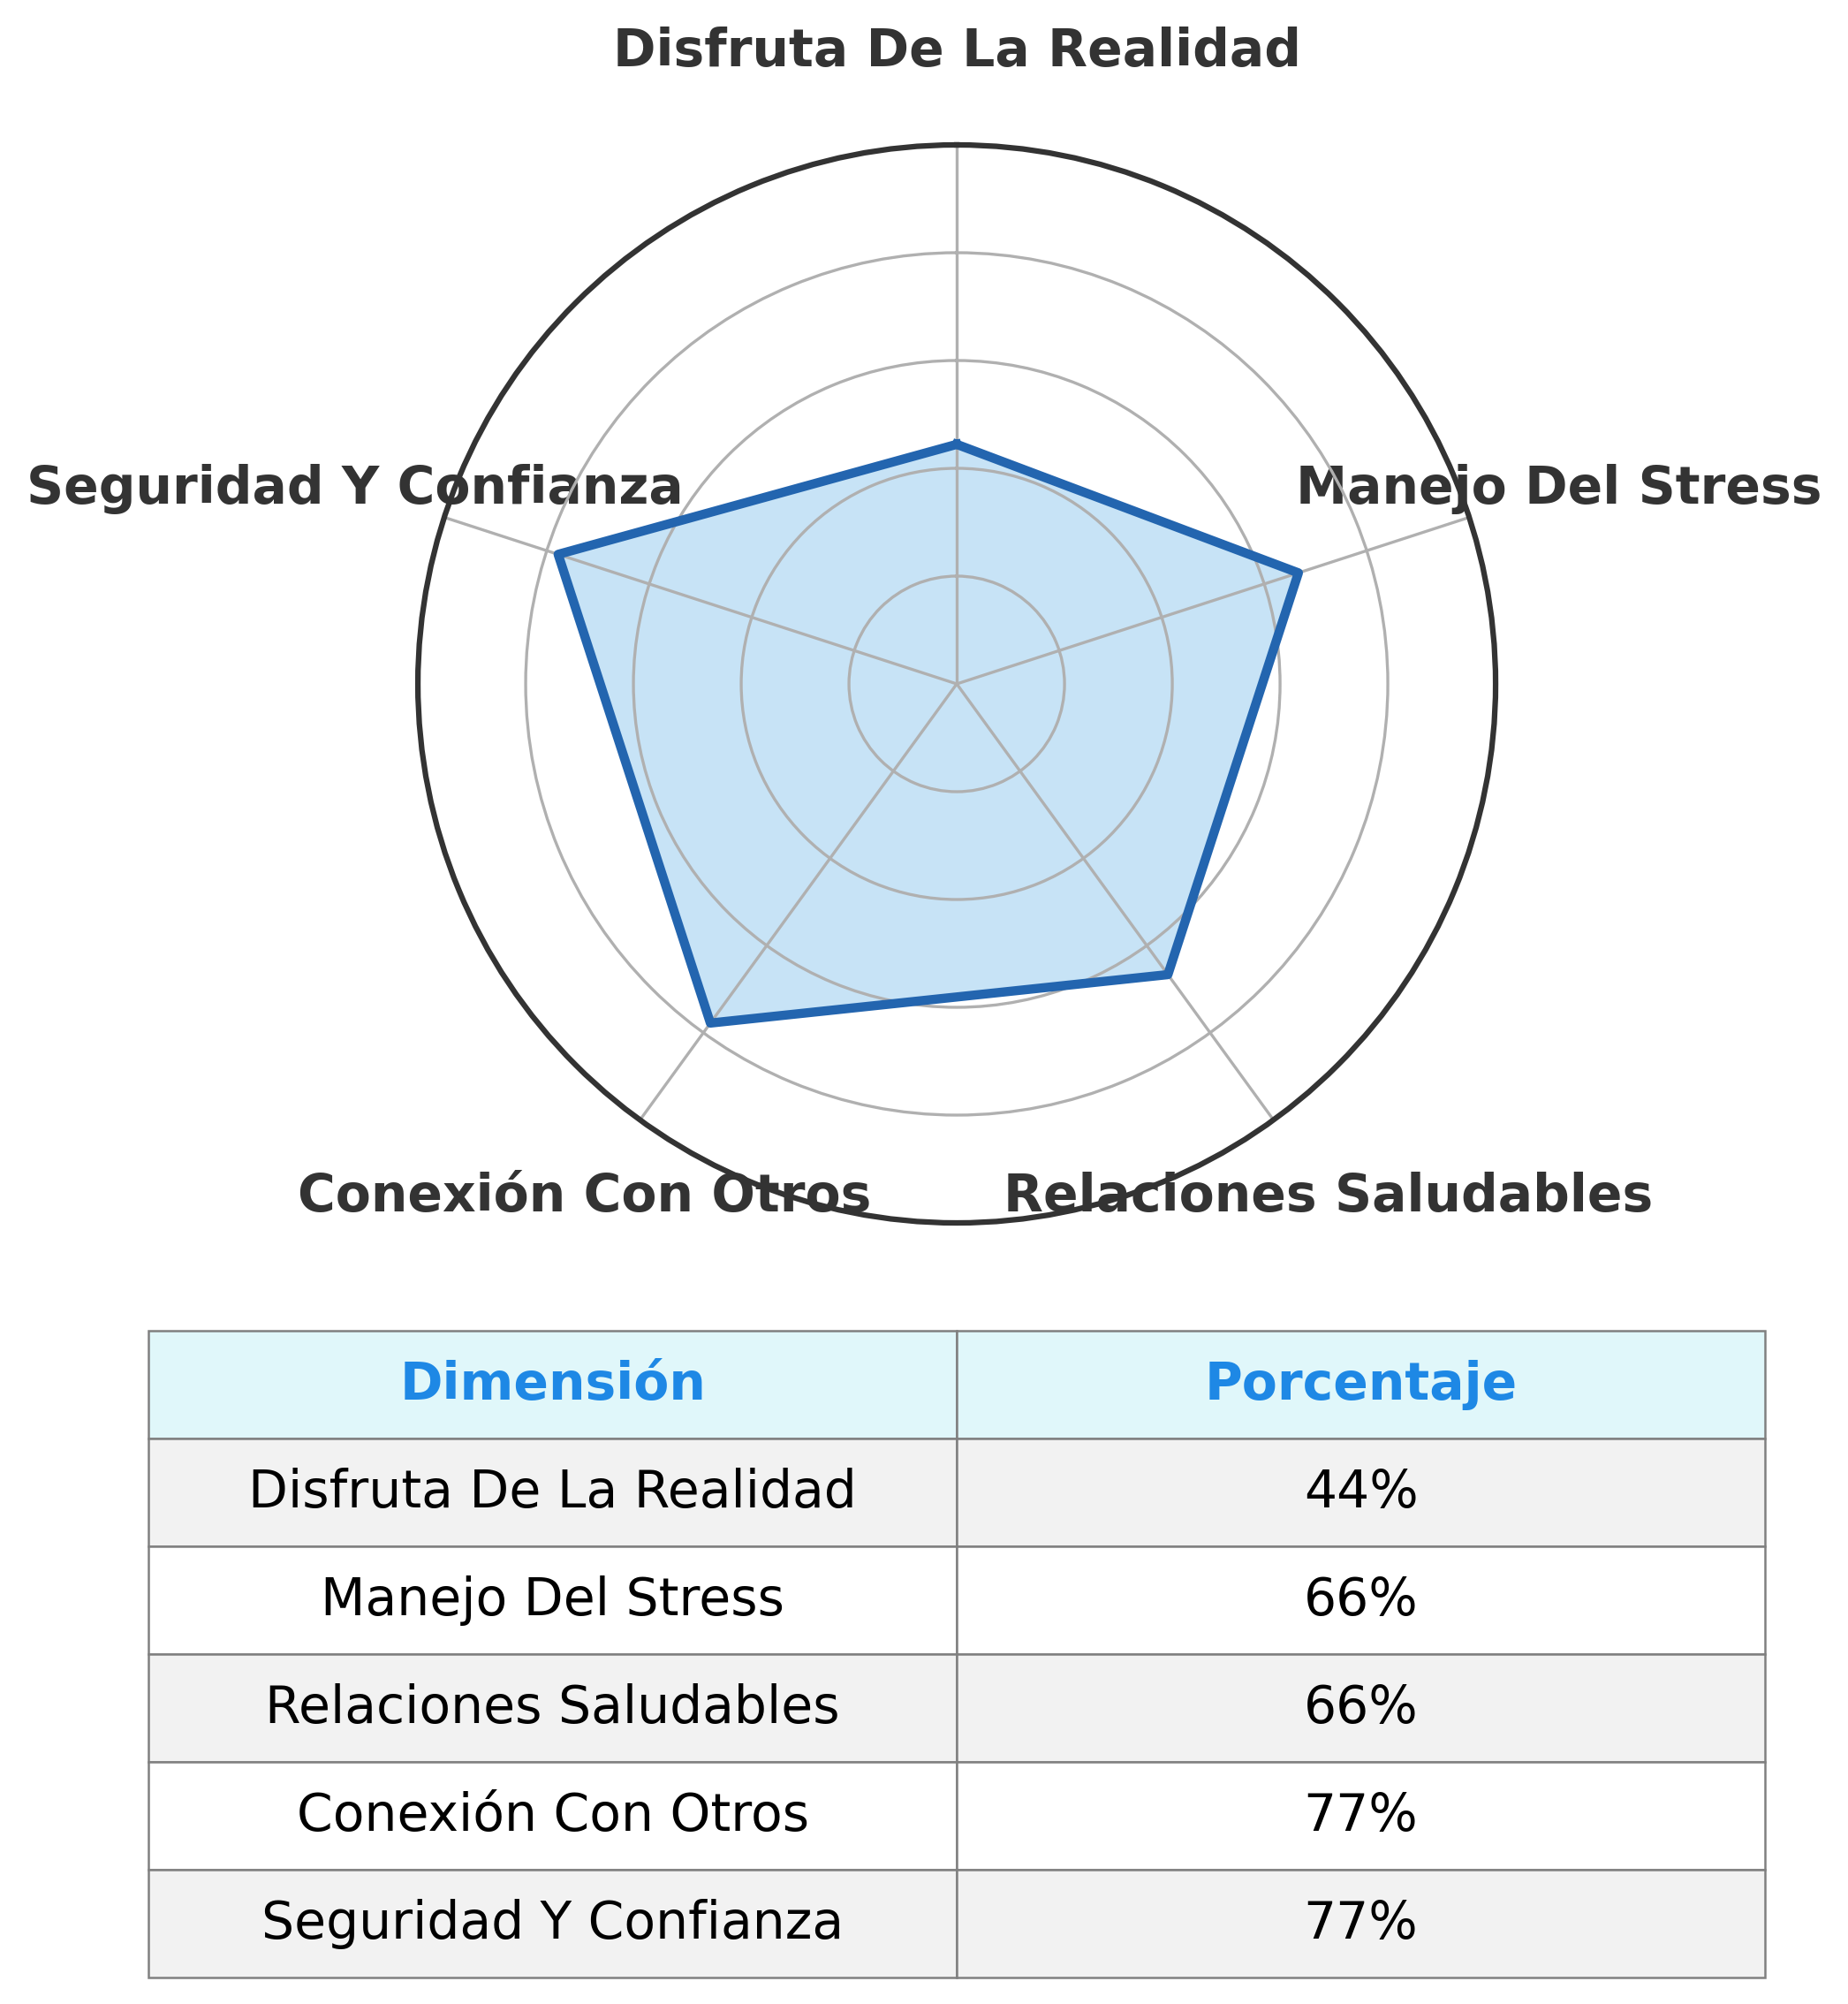 Disfruta De La Realidad
Seguridad Y Confianza
Manejo Del Stress
Conexión Con Otros
Relaciones Saludables
Dimensión Porcentaje
Disfruta De La Realidad 44%
Manejo Del Stress 66%
Relaciones Saludables 66%
Conexión Con Otros 77%
Seguridad Y Confianza 77%